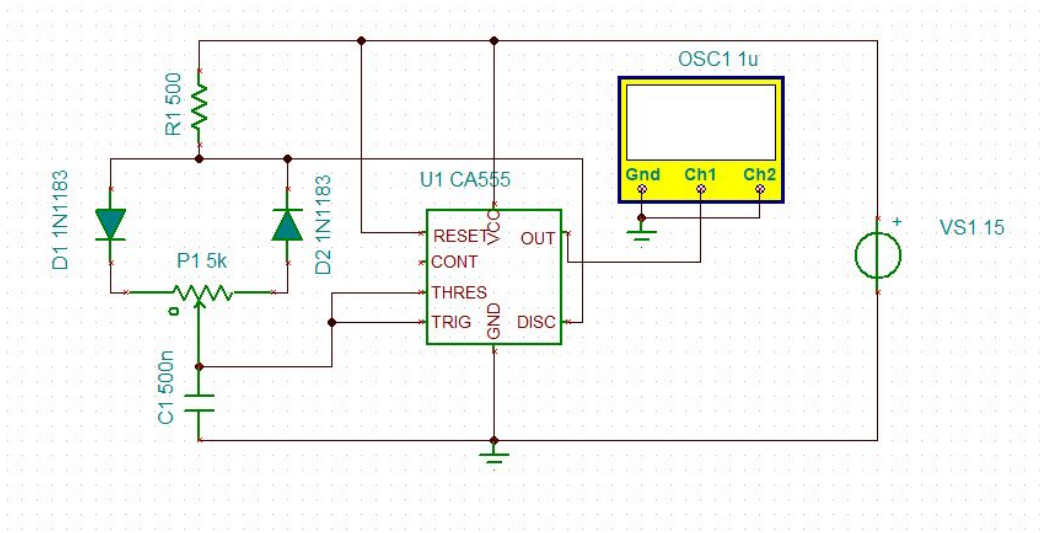 OSC1 1u
R1 500
Gnd Ch1 Ch2
U1 CA555
D1 1N1183
D2 1N1183
VS1 15
+
RESET
VCC
OUT
P1 5k
CONT
THRES
TRIG
GND
DISC
C1 500n